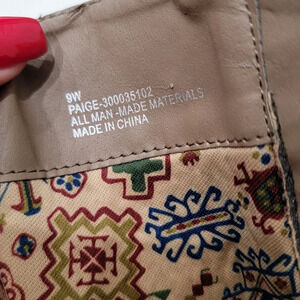 9W
PAIGE-300035102
ALL MAN-MADE MATERIALS
MADE IN CHINA